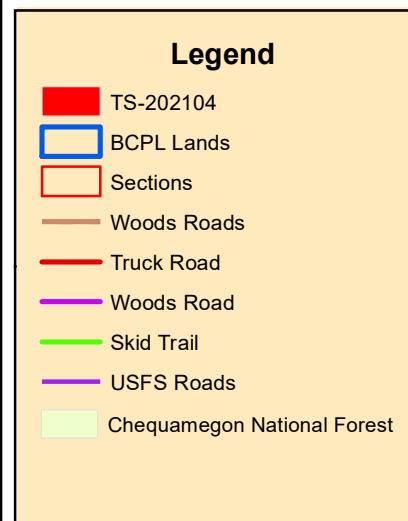 Legend
TS-202104
BCPL Lands
Sections
Woods Roads
Truck Road
Woods Road
Skid Trail
USFS Roads
Chequamegon National Forest